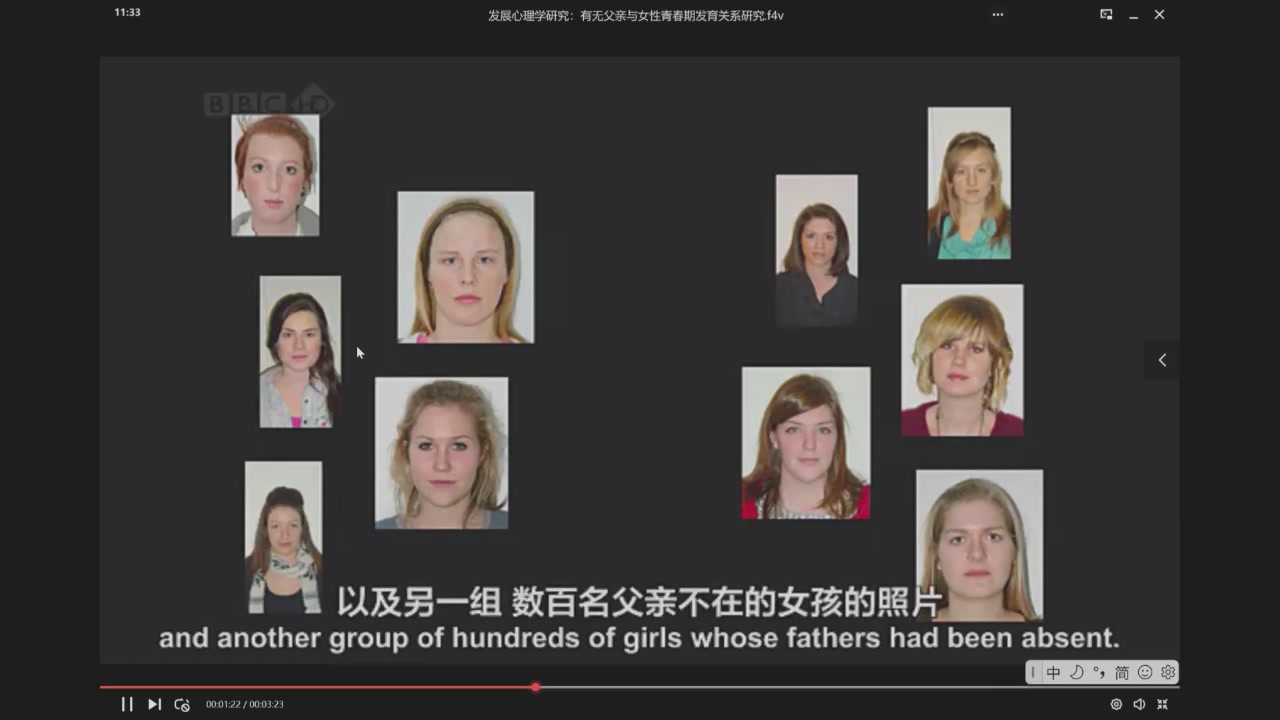 11:33
发展心理学研究：有无父亲与女性青春期发育关系研究.f4v
BBC HD
以及另一组 数百名父亲不在的女孩的照片
and another group of hundreds of girls whose fathers had been absent.
中 简
00:01:22 / 00:03:23